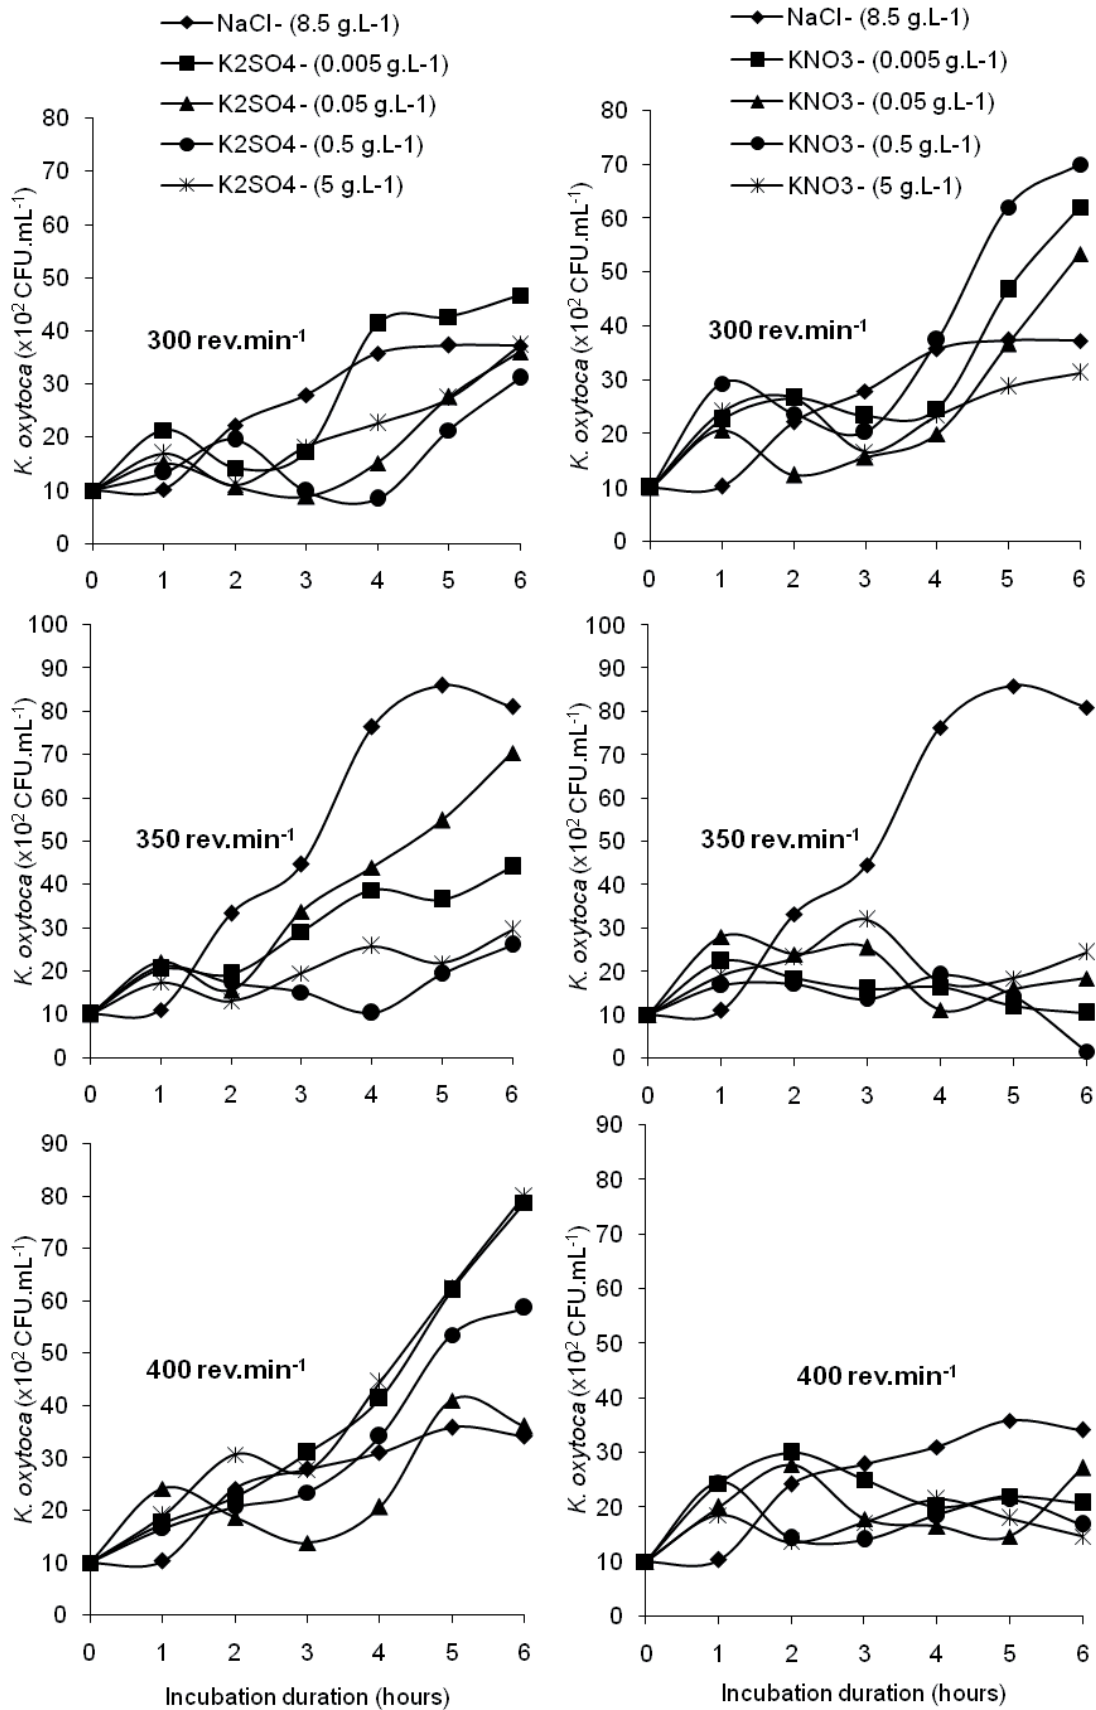 NaCl - (8.5 g.L-1)
K2SO4 - (0.005 g.L-1)
K2SO4 - (0.05 g.L-1)
K2SO4 - (0.5 g.L-1)
K2SO4 - (5 g.L-1)
80
70
60
50
40
30
20
10
0
K. oxytoca (x10² CFU.mL⁻¹)
300 rev.min⁻¹
0 1 2 3 4 5 6
NaCl - (8.5 g.L-1)
KNO3 - (0.005 g.L-1)
KNO3 - (0.05 g.L-1)
KNO3 - (0.5 g.L-1)
KNO3 - (5 g.L-1)
80
70
60
50
40
30
20
10
0
K. oxytoca (x10² CFU.mL⁻¹)
300 rev.min⁻¹
0 1 2 3 4 5 6
100
90
80
70
60
50
40
30
20
10
0
K. oxytoca (x10² CFU.mL⁻¹)
350 rev.min⁻¹
0 1 2 3 4 5 6
100
90
80
70
60
50
40
30
20
10
0
K. oxytoca (x10² CFU.mL⁻¹)
350 rev.min⁻¹
0 1 2 3 4 5 6
90
80
70
60
50
40
30
20
10
0
K. oxytoca (x10² CFU.mL⁻¹)
400 rev.min⁻¹
0 1 2 3 4 5 6
Incubation duration (hours)
90
80
70
60
50
40
30
20
10
0
K. oxytoca (x10² CFU.mL⁻¹)
400 rev.min⁻¹
0 1 2 3 4 5 6
Incubation duration (hours)